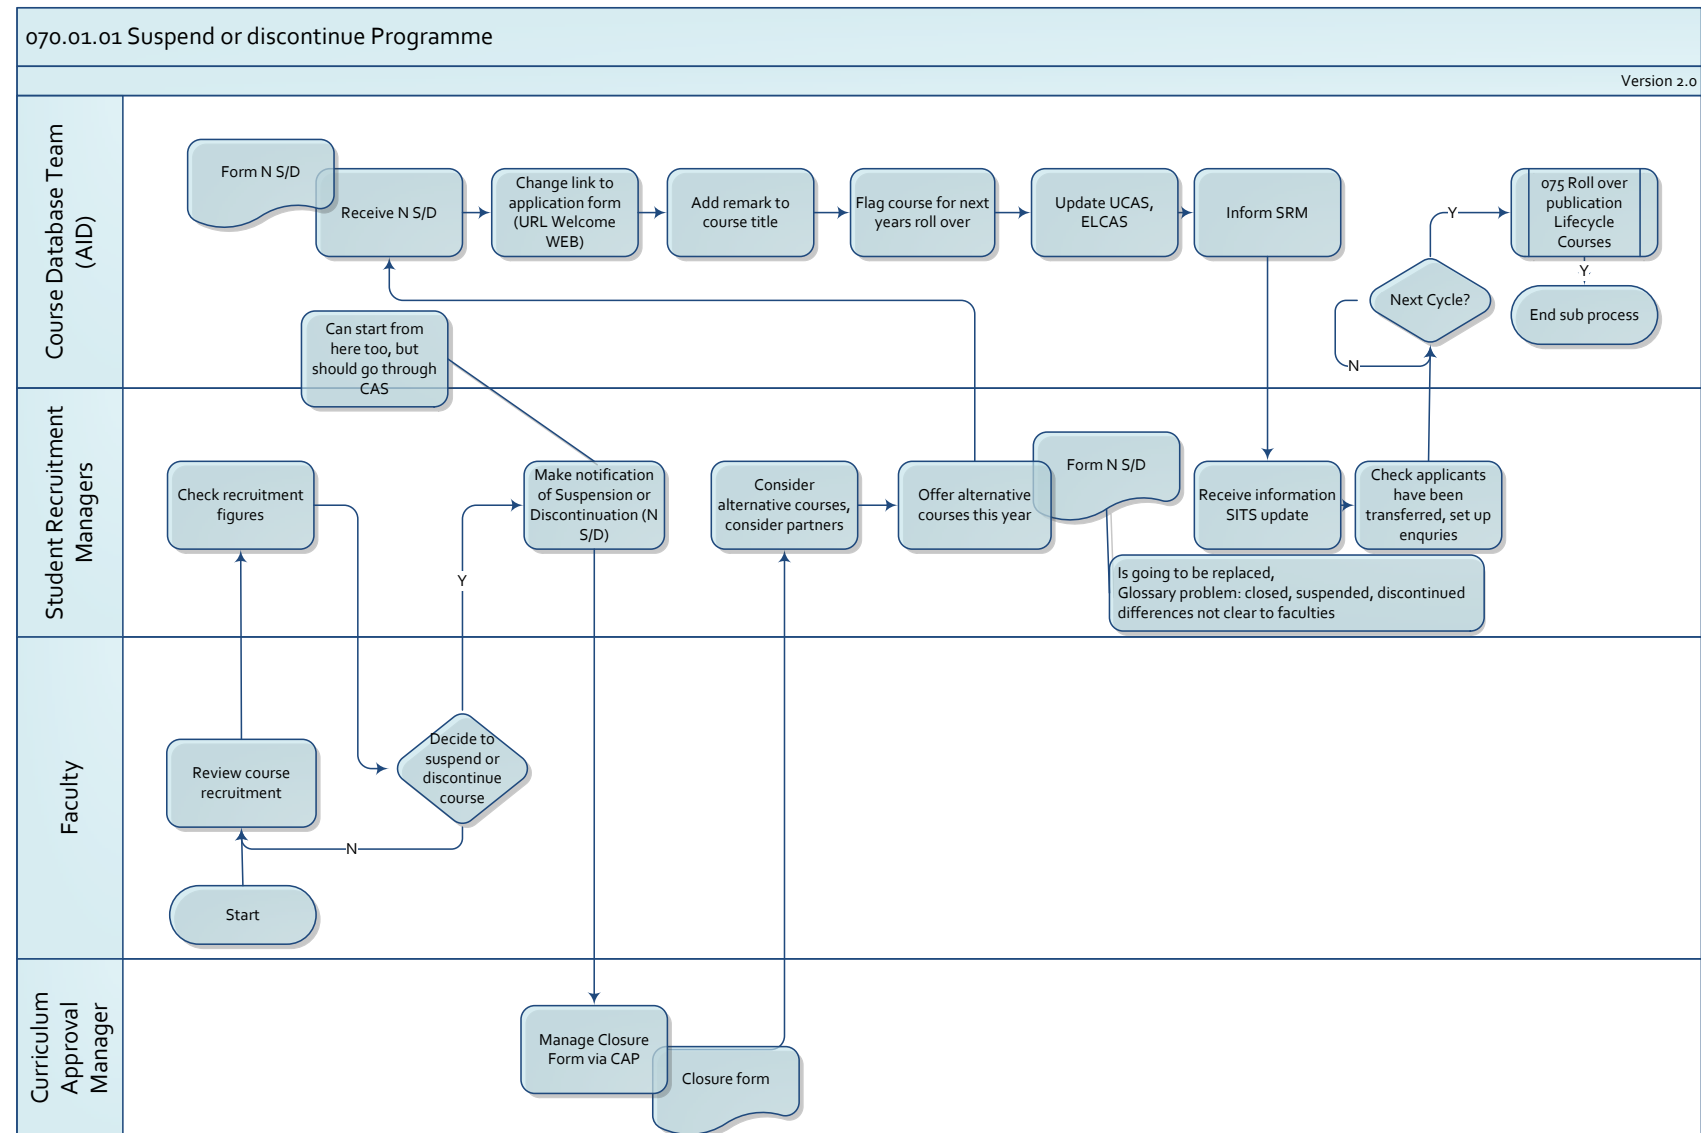 070.01.01 Suspend or discontinue Programme
Version 2.0
Course Database Team
(AID)
Form N S/D
Receive N S/D
Change link to
application form
(URL Welcome
WEB)
Add remark to
course title
Flag course for next
years roll over
Update UCAS,
ELCAS
Inform SRM
Y
075 Roll over
publication
Lifecycle
Courses
Y
Next Cycle?
End sub process
N
Can start from
here too, but
should go through
CAS
Student Recruitment
Managers
Check recruitment
figures
Make notification
of Suspension or
Discontinuation (N
S/D)
Consider
alternative courses,
consider partners
Offer alternative
courses this year
Form N S/D
Receive information
SITS update
Check applicants
have been
transferred, set up
enquries
Is going to be replaced,
Glossary problem: closed, suspended, discontinued
differences not clear to faculties
Y
Faculty
Review course
recruitment
Decide to
suspend or
discontinue
course
N
Start
Curriculum
Approval
Manager
Manage Closure
Form via CAP
Closure form